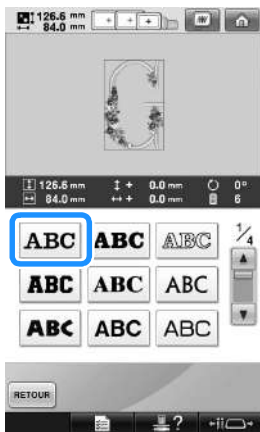 126.6 mm
84.0 mm
126.6 mm + 0.0 mm 0°
84.0 mm + 0.0 mm 6
ABC ABC ABC 1/4
ABC ABC ABC
ABC ABC ABC
RETOUR
?